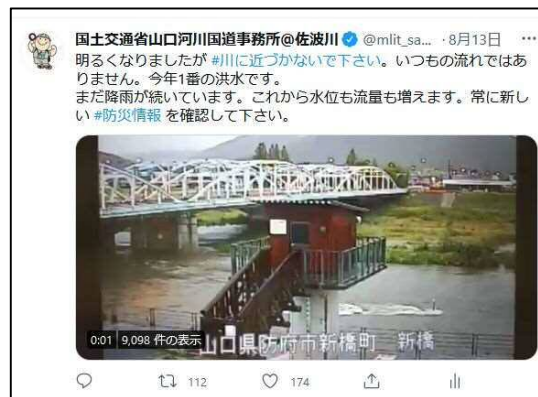 国土交通省山口河川国道事務所@佐波川 @mlit_sa... ·8月13日 ···
明るくなりましたが #川に近づかないで下さい。いつもの流れではあ
りません。今年1番の洪水です。
まだ降雨が続いています。これから水位も流量も増えます。常に新し
い #防災情報 を確認して下さい。
0:01 9,098 件の表示
山口県防府市新橋町 新橋
112 174